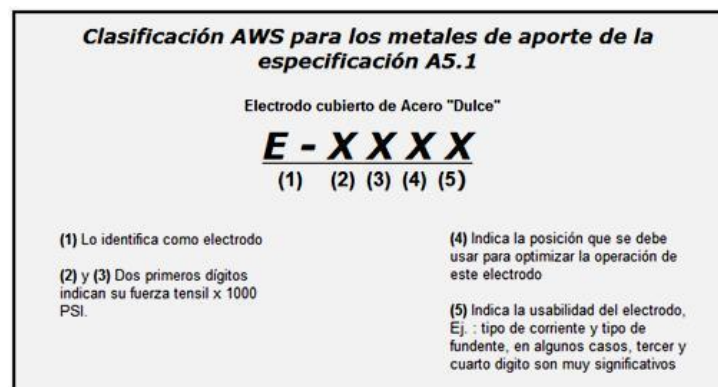 Clasificación AWS para los metales de aporte de la
especificación A5.1
Electrodo cubierto de Acero "Dulce"
E - X X X X
(1) (2) (3) (4) (5)
(1) Lo identifica como electrodo
(2) y (3) Dos primeros dígitos
indican su fuerza tensil x 1000
PSI.
(4) Indica la posición que se debe
usar para optimizar la operación de
este electrodo
(5) Indica la usabilidad del electrodo,
Ej. : tipo de corriente y tipo de
fundente, en algunos casos, tercer y
cuarto digito son muy significativos